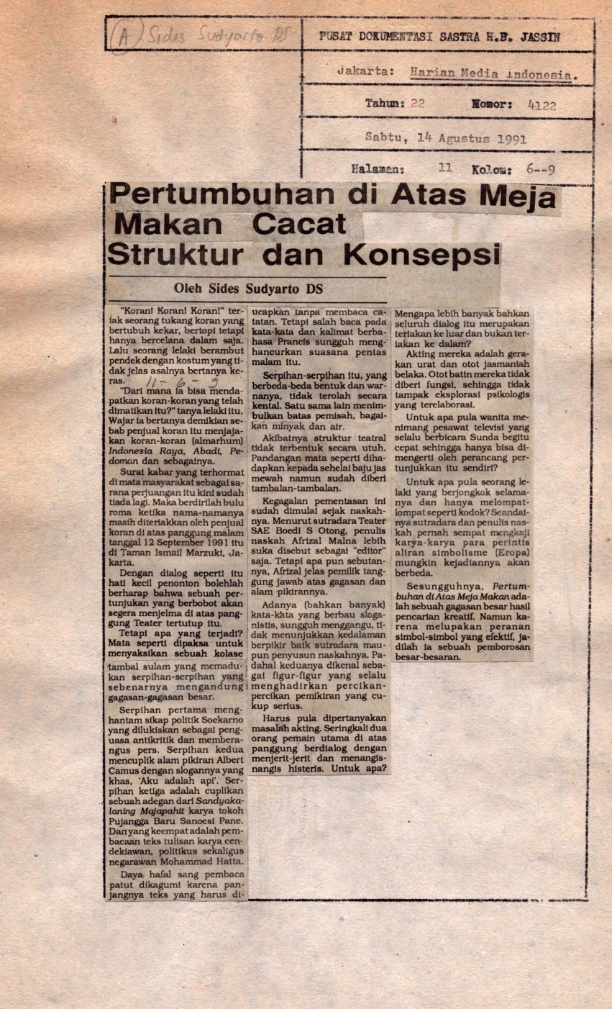 (A) Sides Sudyarto DS
PUSAT DOKUMENTASI SASTRA H.B. JASSIN
Jakarta: Harian Media Indonesia.
Tahun: 22 Nomor: 4122
Sabtu, 14 Agustus 1991
Halaman: 11 Kolom: 6--9
Pertumbuhan di Atas Meja
Makan Cacat
Struktur dan Konsepsi
Oleh Sides Sudyarto DS
"Koran! Koran! Koran!" ter-
iak seorang tukang koran yang
bertubuh kekar, bertopi tetapi
hanya bercelana dalam saja.
Lalu seorang lelaki berambut
pendek dengan kostum yang ti-
dak jelas asalnya bertanya ke-
ras.
"Dari mana ia bisa menda-
patkan koran-koran yang telah
dimatikan itu?" tanya lelaki itu.
Wajar ia bertanya demikian se-
bab penjual koran itu menjaja-
kan koran-koran (almarhum)
Indonesia Raya, Abadi, Pe-
doman dan sebagainya.
Surat kabar yang terhormat
di mata masyarakat sebagai sa-
rana perjuangan itu kini sudah
tiada lagi. Maka berdirilah bulu
roma ketika nama-namanya
masih diteriakkan oleh penjual
koran di atas panggung malam
tanggal 12 September 1991 itu
di Taman Ismail Marzuki, Ja-
karta.
Dengan dialog seperti itu
hati kecil penonton bolehlah
berharap bahwa sebuah per-
tunjukan yang berbobot akan
segera menjelma di atas pang-
gung Teater tertutup itu.
Tetapi apa yang terjadi?
Mata seperti dipaksa untuk
menyaksikan sebuah kolase
tambal sulam yang memadu-
kan serpihan-serpihan yang
sebenarnya mengandung
gagasan-gagasan besar.
Serpihan pertama meng-
hantam sikap politik Soekarno
yang dilukiskan sebagai peng-
uasa antikritik dan membera-
ngus pers. Serpihan kedua
mencuplik alam pikiran Albert
Camus dengan slogannya yang
khas, 'Aku adalah api'. Ser-
pihan ketiga adalah cuplikan
sebuah adegan dari Sandyaka-
laning Majapahit karya tokoh
Pujangga Baru Sanoesi Pane.
Dan yang keempat adalah pem-
bacaan teks tulisan karya cen-
dekiawan, politikus sekaligus
negarawan Mohammad Hatta.
Daya hafal sang pembaca
patut dikagumi karena pan-
jangnya teks yang harus di-
ucapkan tanpa membaca ca-
tatan. Tetapi salah baca pada
kata-kata dan kalimat berba-
hasa Prancis sungguh meng-
hancurkan suasana pentas
malam itu.
Serpihan-serpihan itu, yang
berbeda-beda bentuk dan war-
nanya, tidak terolah secara
kental. Satu sama lain menim-
bulkan batas pemisah, bagai-
kan minyak dan air.
Akibatnya struktur teatral
tidak terbentuk secara utuh.
Pandangan mata seperti diha-
dapkan kepada sehelai baju jas
mewah namun sudah diberi
tambalan-tambalan.
Kegagalan pementasan ini
sudah dimulai sejak naskah-
nya. Menurut sutradara Teater
SAE Boedi S Otong, penulis
naskah Afrizal Malna lebih
suka disebut sebagai "editor"
saja. Tetapi apa pun sebutan-
nya, Afrizal jelas pemilik tang-
gung jawab atas gagasan dan
alam pikirannya.
Adanya (bahkan banyak)
kata-kata yang berbau sloga-
nistis, sungguh menggangu, ti-
dak menunjukkan kedalaman
berpikir baik sutradara mau-
pun penyusun naskahnya. Pa-
dahal keduanya dikenal seba-
gai figur-figur yang selalu
menghadirkan percikan-
percikan pemikiran yang cu-
kup serius.
Harus pula dipertanyakan
masalah akting. Seringkali dua
orang pemain utama di atas
panggung berdialog dengan
menjerit-jerit dan menangis-
nangis histeris. Untuk apa?
Mengapa lebih banyak bahkan
seluruh dialog itu merupakan
teriakan ke luar dan bukan ter-
iakan ke dalam?
Akting mereka adalah gera-
kan urat dan otot jasmaniah
belaka. Otot batin mereka tidak
diberi fungsi, sehingga tidak
tampak eksplorasi psikologis
yang terelaborasi.
Untuk apa pula wanita me-
nimang pesawat televisi yang
selalu berbicara Sunda begitu
cepat sehingga hanya bisa di-
mengerti oleh perancang per-
tunjukkan itu sendiri?
Untuk apa pula seorang le-
laki yang berjongkok selama-
nya dan hanya melompat-
lompat seperti kodok? Seandai-
nya sutradara dan penulis nas-
kah pernah sempat mengkaji
karya-karya para perintis
aliran simbolisme (Eropa)
mungkin kejadiannya akan
berbeda.
Sesungguhnya, Pertum-
buhan di Atas Meja Makan ada-
lah sebuah gagasan besar hasil
pencarian kreatif. Namun ka-
rena melupakan peranan
simbol-simbol yang efektif, ja-
dilah ia sebuah pemborosan
besar-besaran.